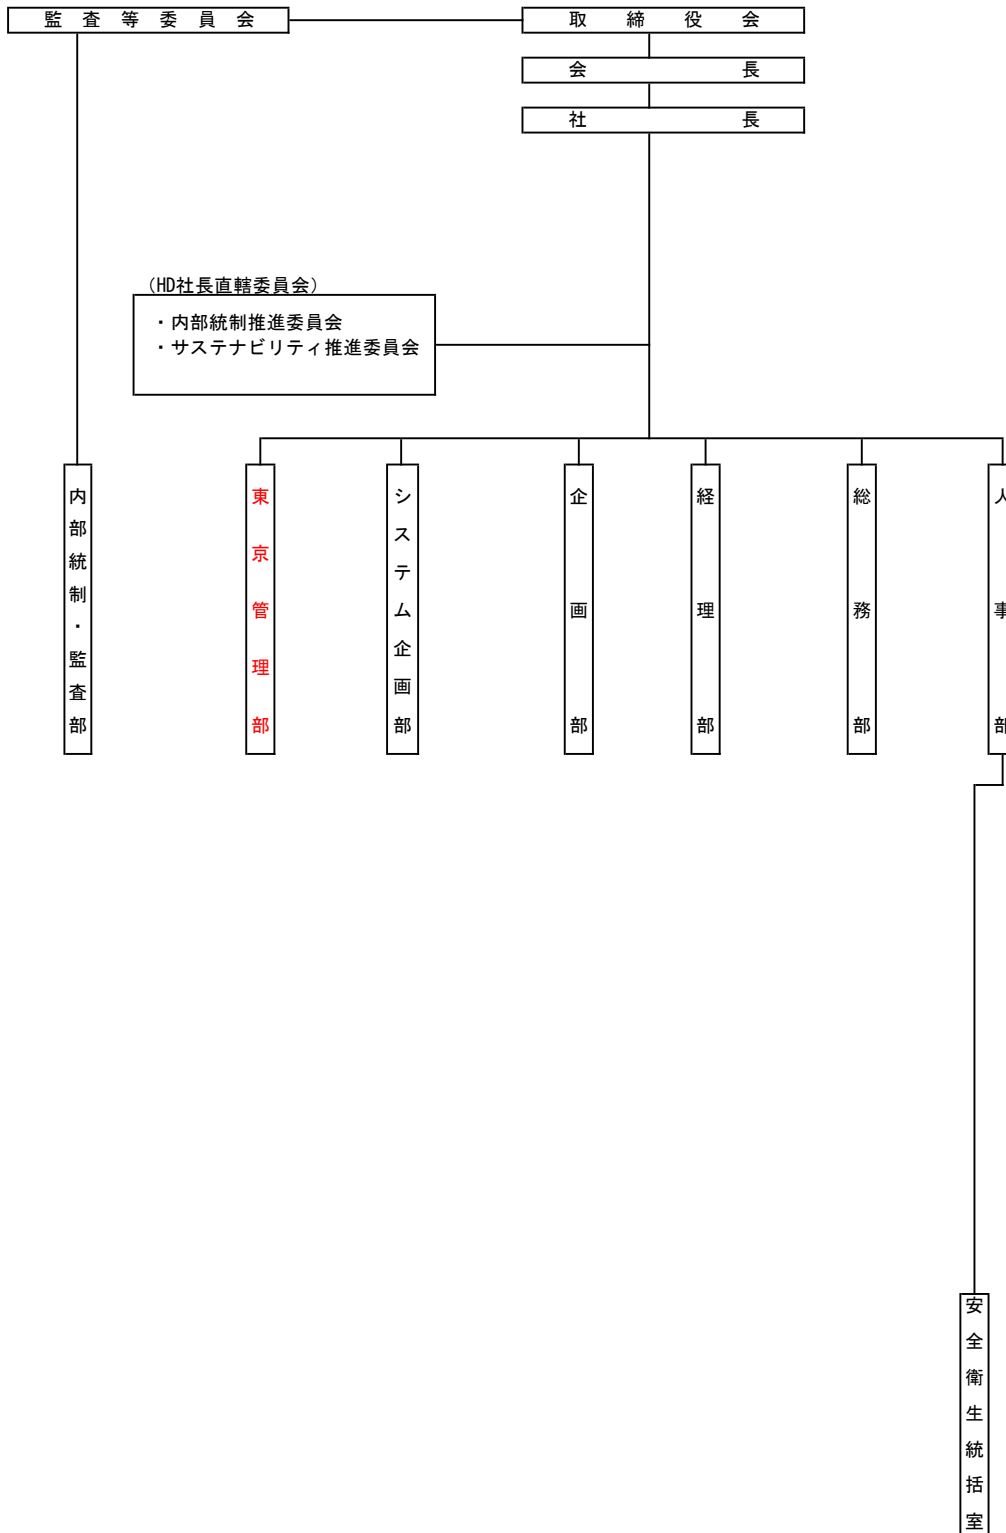 監査等委員会
取締役会
会長
社長
（HD社長直轄委員会）
・内部統制推進委員会
・サステナビリティ推進委員会
内部統制・監査部
東京管理部
システム企画部
企画部
経理部
総務部
人事部
安全衛生統括室